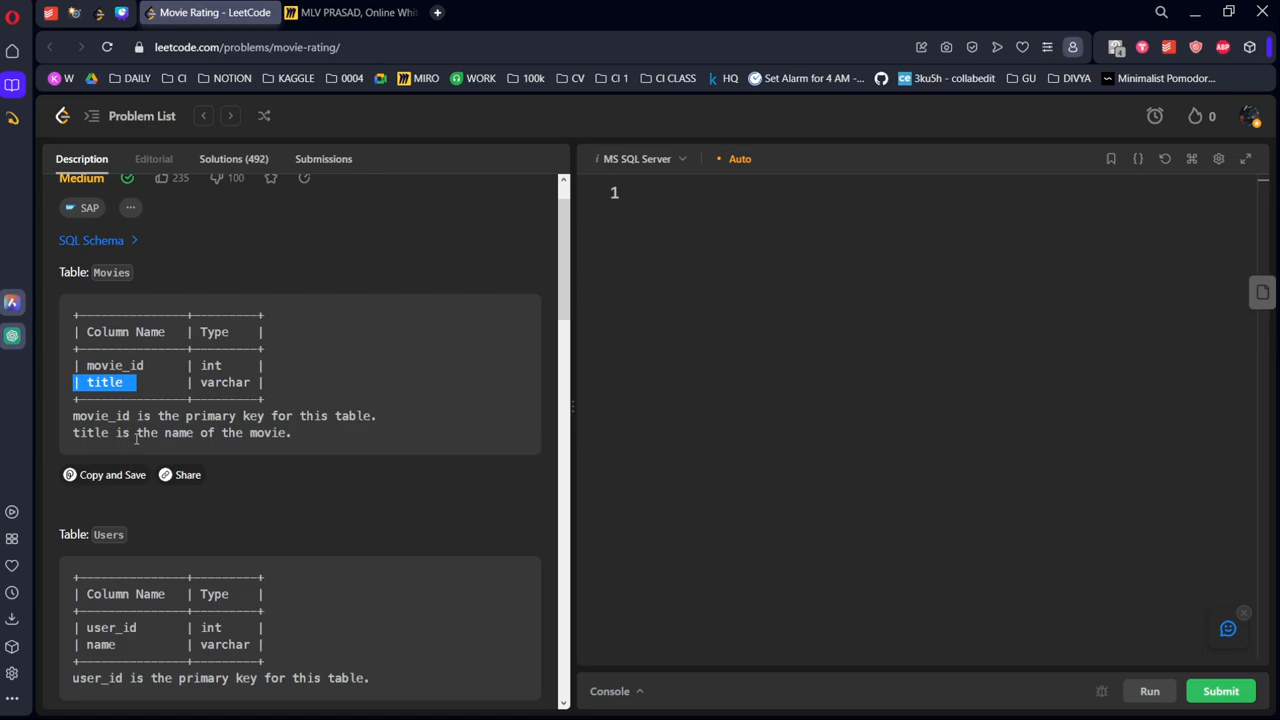 Movie Rating - LeetCode
MLV PRASAD, Online Whit
leetcode.com/problems/movie-rating/
4
ABP
W DAILY CI NOTION KAGGLE 0004 MIRO WORK 100k CV CI 1 CI CLASS HQ Set Alarm for 4 AM -... 3ku5h - collabedit GU DIVYA Minimalist Pomodor...
Problem List
0
Description Editorial Solutions (492) Submissions
i MS SQL Server • Auto
Medium 235 100
1
SAP ...
SQL Schema >
Table: Movies
+---------------+---------+
| Column Name | Type |
+---------------+---------+
| movie_id | int |
| title | varchar |
+---------------+---------+
movie_id is the primary key for this table.
title is the name of the movie.
Copy and Save Share
Table: Users
+---------------+---------+
| Column Name | Type |
+---------------+---------+
| user_id | int |
| name | varchar |
+---------------+---------+
user_id is the primary key for this table.
Console Run Submit